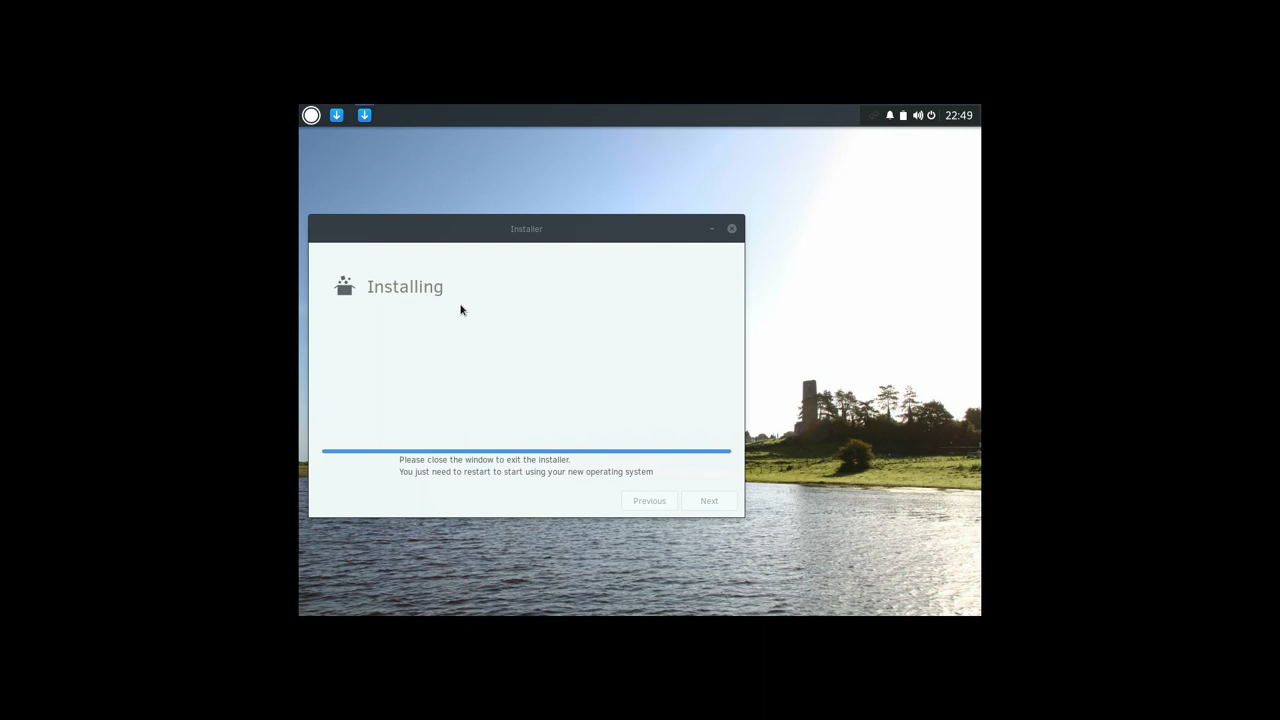 22:49
Installer
Installing
Please close the window to exit the installer.
You just need to restart to start using your new operating system
Previous
Next